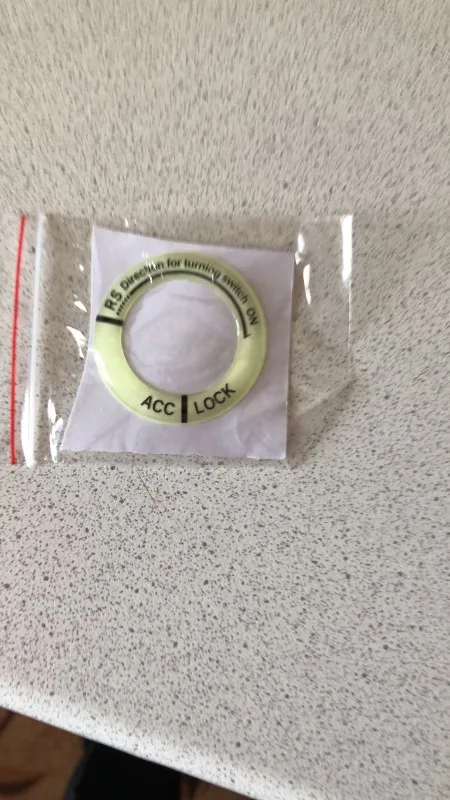 RS Direction for turning switch ON
ACC LOCK